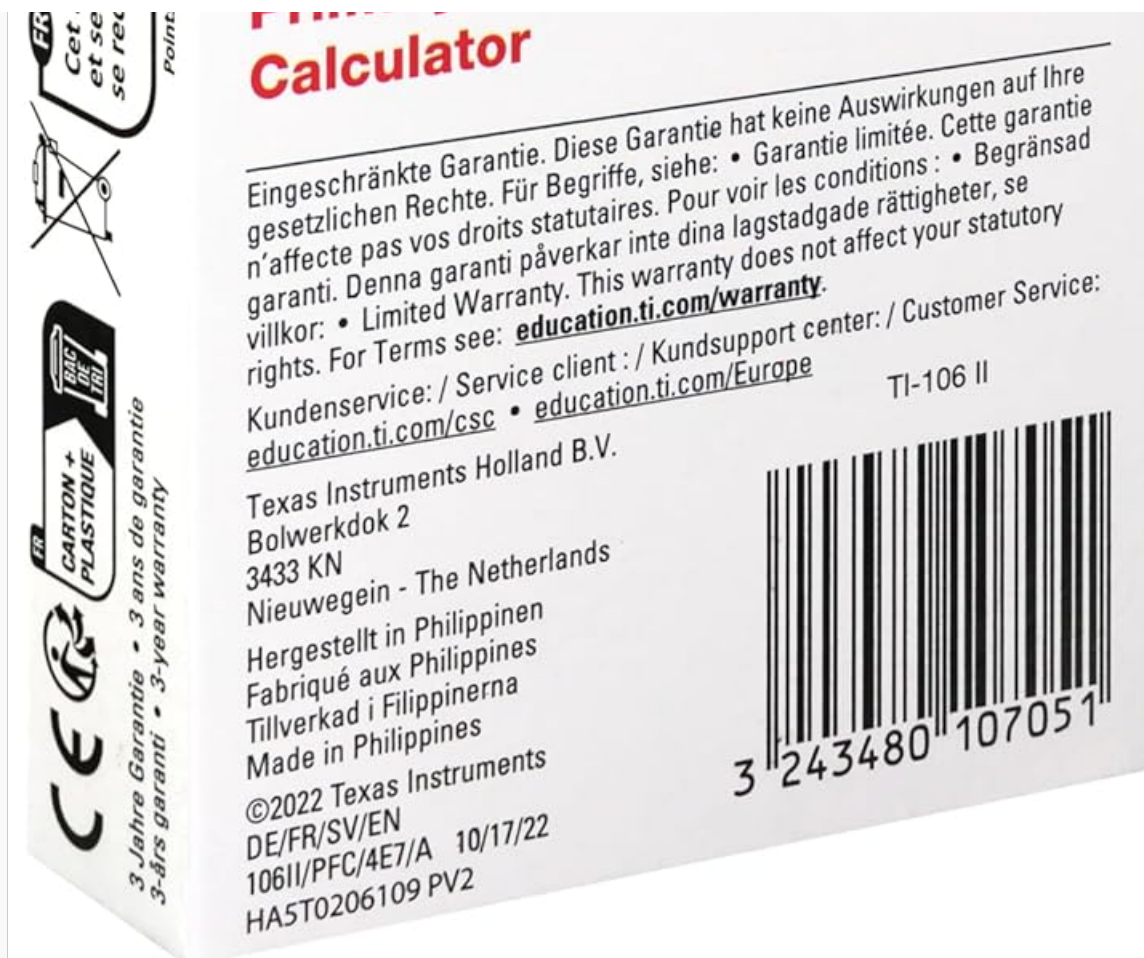 Calculator
Eingeschränkte Garantie. Diese Garantie hat keine Auswirkungen auf Ihre
gesetzlichen Rechte. Für Begriffe, siehe: • Garantie limitée. Cette garantie
n'affecte pas vos droits statutaires. Pour voir les conditions : • Begränsad
garanti. Denna garanti påverkar inte dina lagstadgade rättigheter, se
villkor: • Limited Warranty. This warranty does not affect your statutory
rights. For Terms see: education.ti.com/warranty.
Kundenservice: / Service client : / Kundsupport center: / Customer Service:
education.ti.com/csc • education.ti.com/Europe
TI-106 II
Texas Instruments Holland B.V.
Bolwerkdok 2
3433 KN
Nieuwegein - The Netherlands
Hergestellt in Philippinen
Fabriqué aux Philippines
Tillverkad i Filippinerna
Made in Philippines
©2022 Texas Instruments
DE/FR/SV/EN
106II/PFC/4E7/A 10/17/22
HA5T0206109 PV2
3 243480 107051
FR
Cet
et se
Point
FR
CARTON +
PLASTIQUE
BAC
DE
TRI
CE
3 Jahre Garantie • 3 ans de garantie
3-års garanti • 3-year warranty